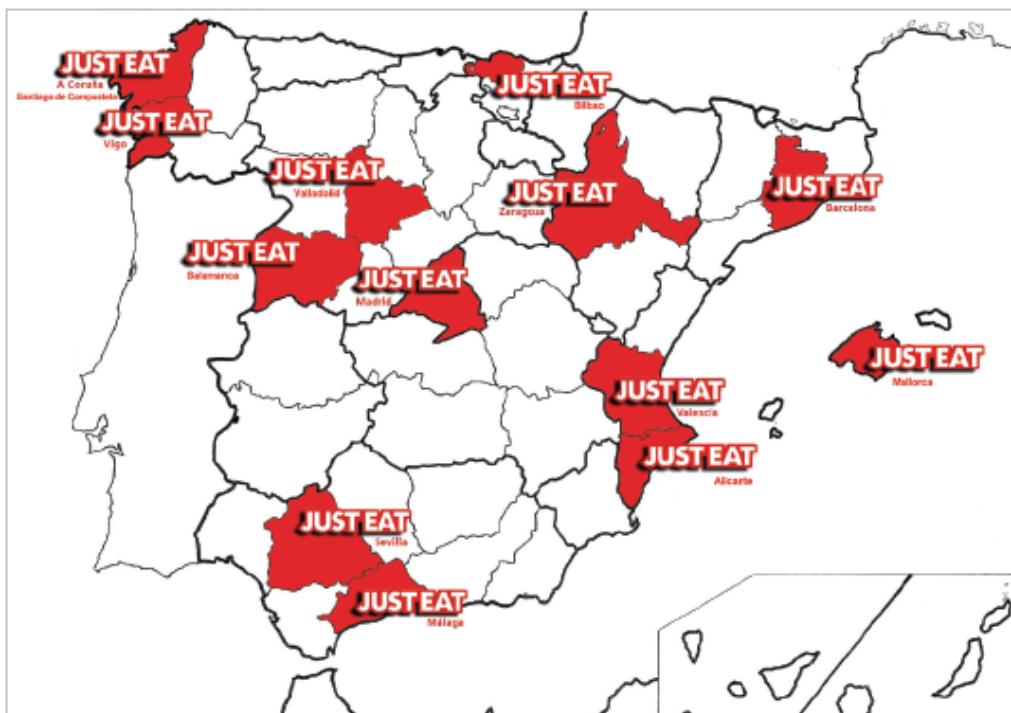 JUST EAT
A Coruña
Santiago de Compostela
JUST EAT
Vigo
JUST EAT
Bilbao
JUST EAT
Valladolid
JUST EAT
Zaragoza
JUST EAT
Barcelona
JUST EAT
Salamanca
JUST EAT
Madrid
JUST EAT
Mallorca
JUST EAT
Valencia
JUST EAT
Alicante
JUST EAT
Sevilla
JUST EAT
Málaga